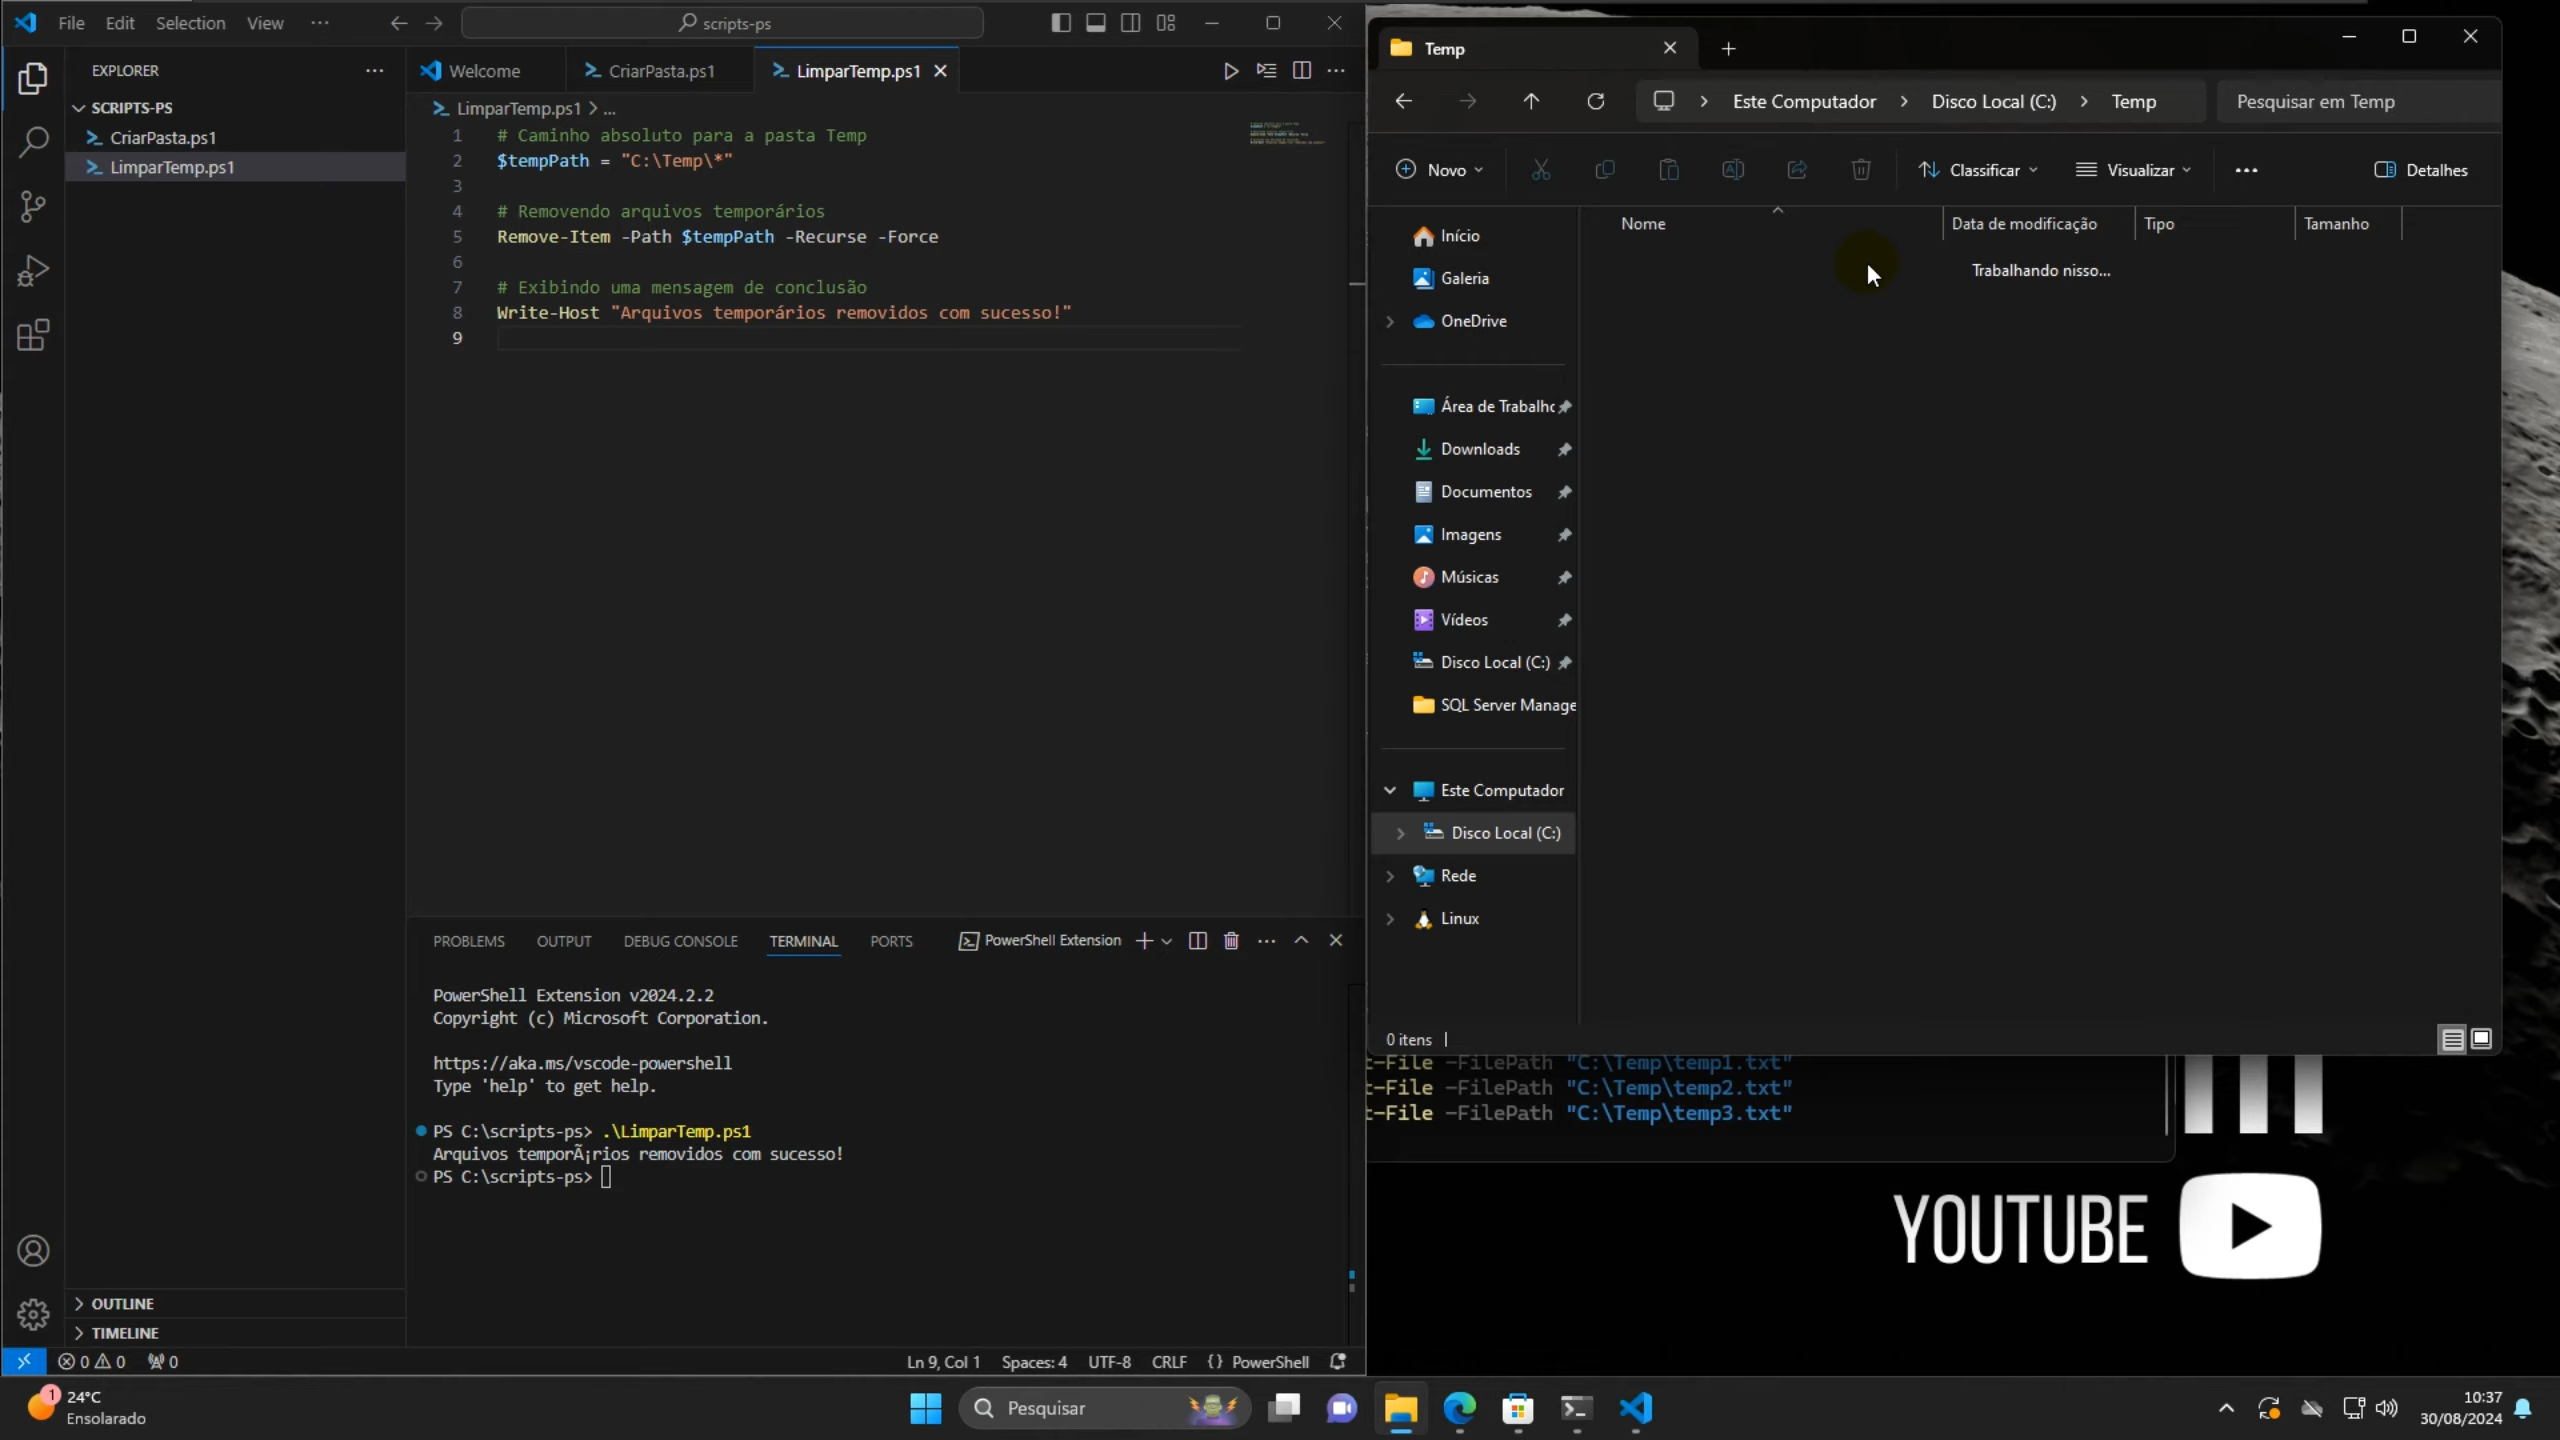 File Edit Selection View ...
scripts-ps
EXPLORER
SCRIPTS-PS
CriarPasta.ps1
LimparTemp.ps1
Welcome
CriarPasta.ps1
LimparTemp.ps1
LimparTemp.ps1 > ...
1 # Caminho absoluto para a pasta Temp
2 $tempPath = "C:\Temp\*"
3
4 # Removendo arquivos temporários
5 Remove-Item -Path $tempPath -Recurse -Force
6
7 # Exibindo uma mensagem de conclusão
8 Write-Host "Arquivos temporários removidos com sucesso!"
9
PROBLEMS OUTPUT DEBUG CONSOLE TERMINAL PORTS
PowerShell Extension
PowerShell Extension v2024.2.2
Copyright (c) Microsoft Corporation.
https://aka.ms/vscode-powershell
Type 'help' to get help.
PS C:\scripts-ps> .\LimparTemp.ps1
Arquivos temporÃ¡rios removidos com sucesso!
PS C:\scripts-ps>
OUTLINE
TIMELINE
0 0 0
Ln 9, Col 1 Spaces: 4 UTF-8 CRLF {} PowerShell
Temp
Este Computador > Disco Local (C:) > Temp
Pesquisar em Temp
Novo
Classificar
Visualizar
Detalhes
Nome
Data de modificação
Tipo
Tamanho
Trabalhando nisso...
Início
Galeria
OneDrive
Área de Trabalho
Downloads
Documentos
Imagens
Músicas
Vídeos
Disco Local (C:)
SQL Server Manage
Este Computador
Disco Local (C:)
Rede
Linux
0 itens
t-File -FilePath "C:\Temp\temp1.txt"
t-File -FilePath "C:\Temp\temp2.txt"
t-File -FilePath "C:\Temp\temp3.txt"
YOUTUBE
1
24°C
Ensolarado
Pesquisar
10:37
30/08/2024